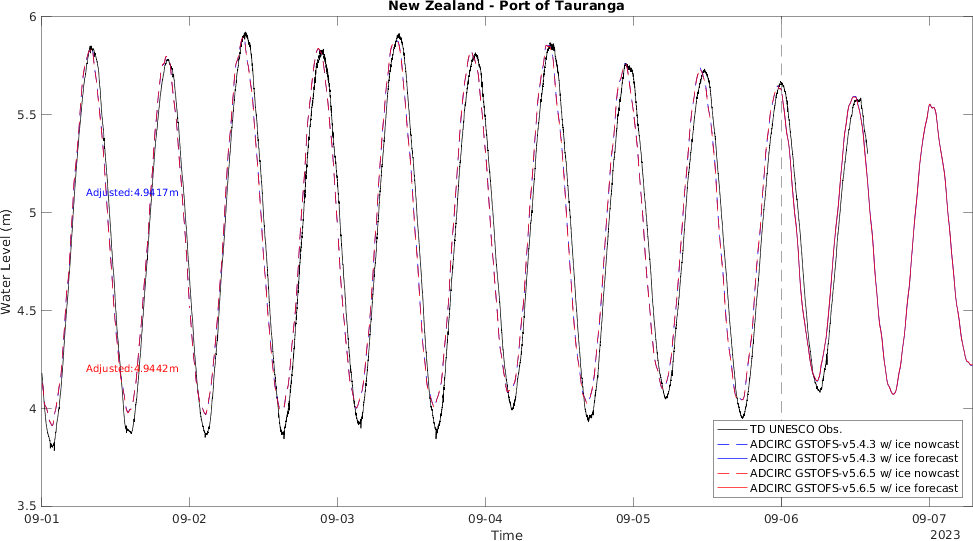 New Zealand - Port of Tauranga
6
5.5
5
4.5
4
3.5
Water Level (m)
Adjusted:4.9417m
Adjusted:4.9442m
TD UNESCO Obs.
ADCIRC GSTOFS-v5.4.3 w/ ice nowcast
ADCIRC GSTOFS-v5.4.3 w/ ice forecast
ADCIRC GSTOFS-v5.6.5 w/ ice nowcast
ADCIRC GSTOFS-v5.6.5 w/ ice forecast
09-01 09-02 09-03 09-04 09-05 09-06 09-07
Time
2023